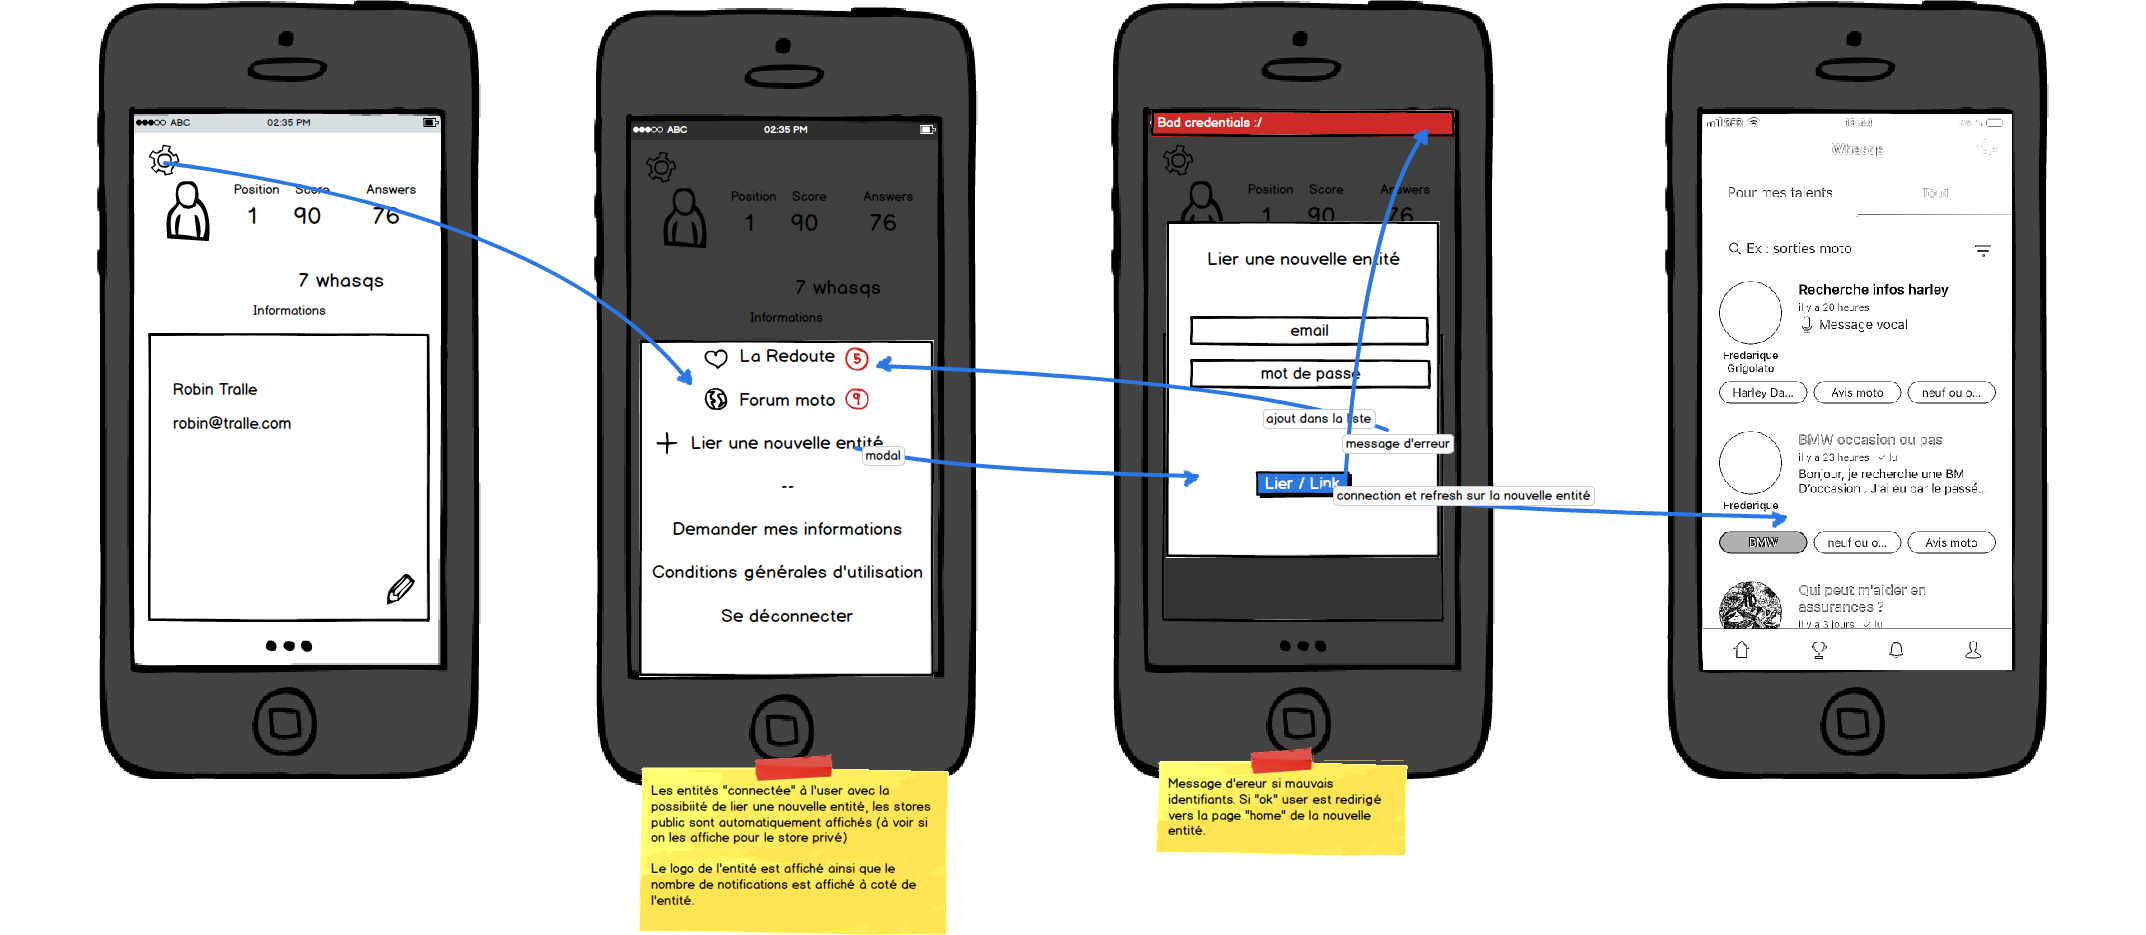 ABC 02:35 PM
Position Score Answers
1 90 76
7 whasqs
Informations
Robin Tralle
robin@tralle.com
ABC 02:35 PM
Position Score Answers
1 90 76
7 whasqs
Informations
La Redoute 5
Forum moto 9
Lier une nouvelle entité
modal
--
Demander mes informations
Conditions générales d'utilisation
Se déconnecter
Les entités "connectée" à l'user avec la
possibiité de lier une nouvelle entité, les stores
public sont automatiquement affichés (à voir si
on les affiche pour le store privé)
Le logo de l'entité est affiché ainsi que le
nombre de notifications est affiché à coté de
l'entité.
Bad credentials :/
Position Score Answers
1 90 76
Lier une nouvelle entité
email
mot de passe
ajout dans la liste
message d'erreur
Lier / Link
connection et refresh sur la nouvelle entité
Message d'ereur si mauvais
identifiants. Si "ok" user est redirigé
vers la page "home" de la nouvelle
entité.
SFR 13:44
Whasqs
Pour mes talents Tout
Ex : sorties moto
Recherche infos harley
il y a 20 heures
Message vocal
Frederique
Grigolato
Harley Da... Avis moto neuf ou o...
BMW occasion ou pas
il y a 23 heures ✓ lu
Bonjour, je recherche une BM
D'occasion . J'ai eu par le passé...
Frederique
BMW neuf ou o... Avis moto
Qui peut m'aider en
assurances ?
il y a 3 jours ✓ lu